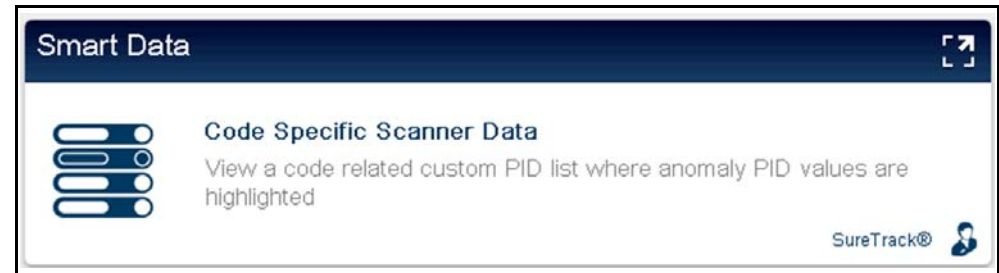 Smart Data
Code Specific Scanner Data
View a code related custom PID list where anomaly PID values are
highlighted
SureTrack®